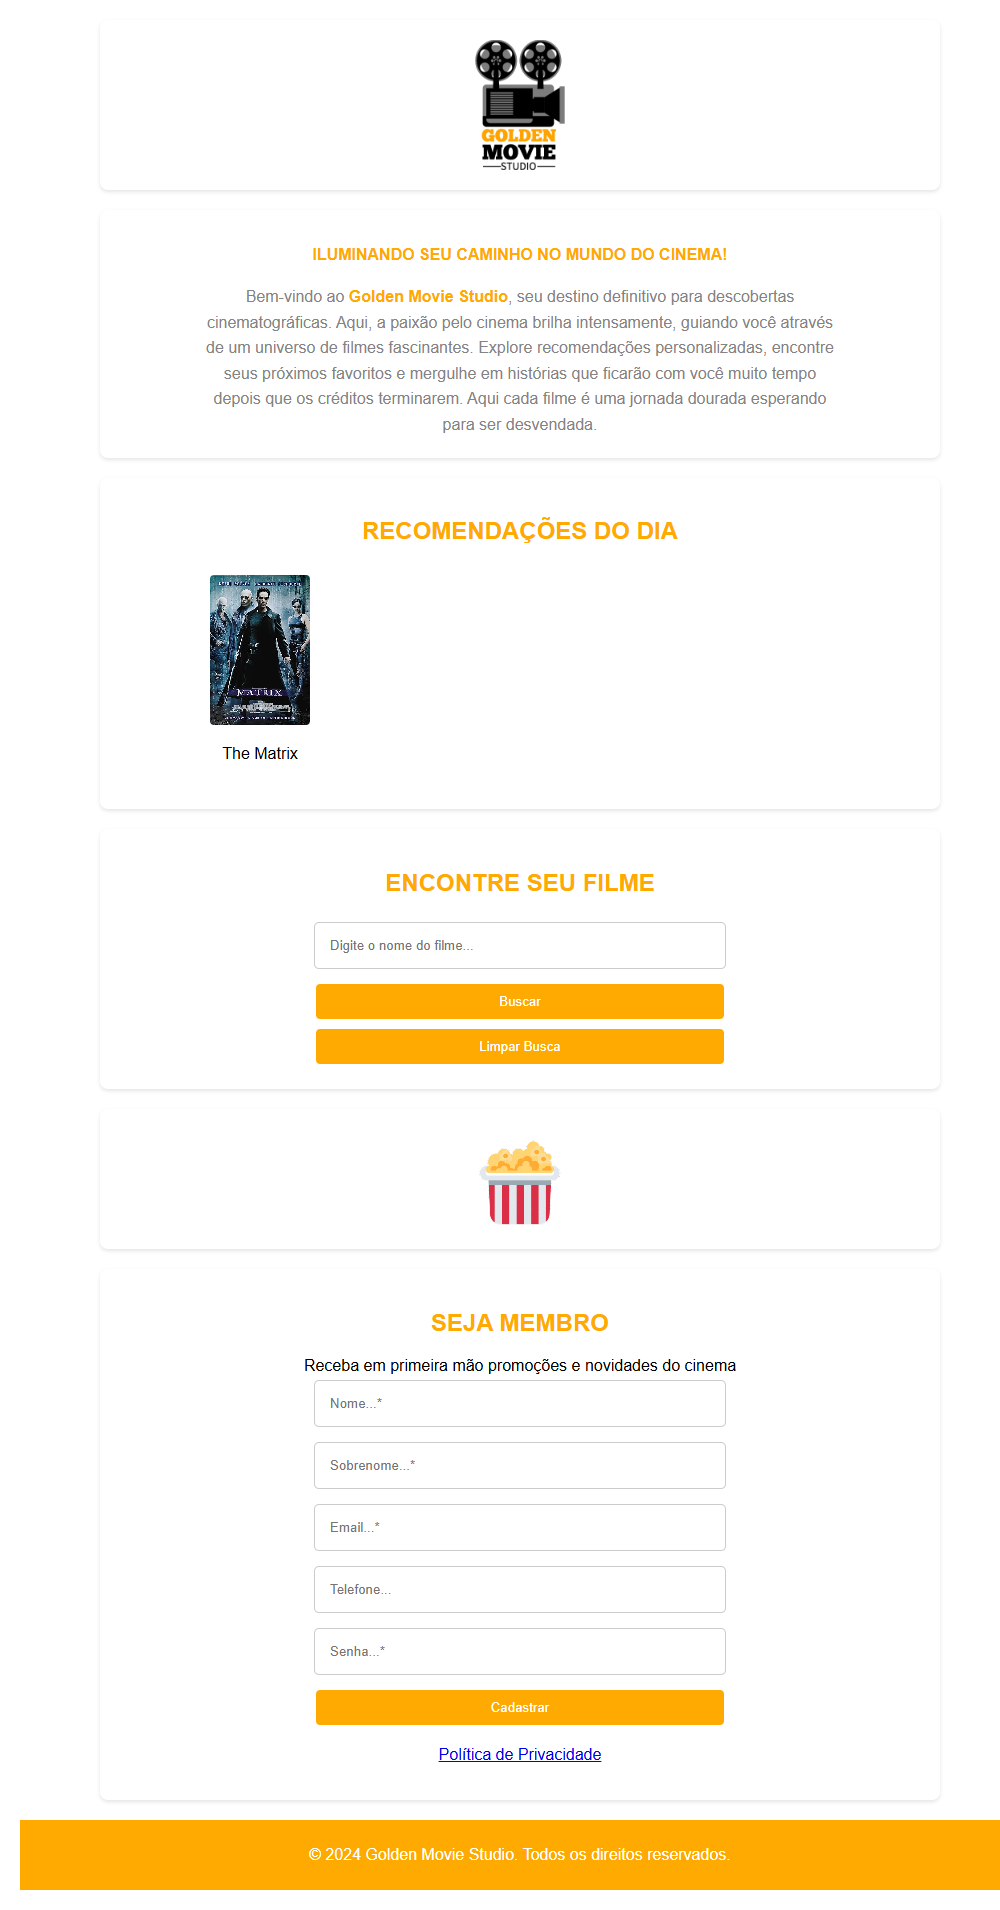 GOLDEN
MOVIE
STUDIO
ILUMINANDO SEU CAMINHO NO MUNDO DO CINEMA!
Bem-vindo ao Golden Movie Studio, seu destino definitivo para descobertas
cinematográficas. Aqui, a paixão pelo cinema brilha intensamente, guiando você através
de um universo de filmes fascinantes. Explore recomendações personalizadas, encontre
seus próximos favoritos e mergulhe em histórias que ficarão com você muito tempo
depois que os créditos terminarem. Aqui cada filme é uma jornada dourada esperando
para ser desvendada.
RECOMENDAÇÕES DO DIA
MATRIX
The Matrix
ENCONTRE SEU FILME
Digite o nome do filme...
Buscar
Limpar Busca
SEJA MEMBRO
Receba em primeira mão promoções e novidades do cinema
Nome...*
Sobrenome...*
Email...*
Telefone...
Senha...*
Cadastrar
Política de Privacidade
© 2024 Golden Movie Studio. Todos os direitos reservados.